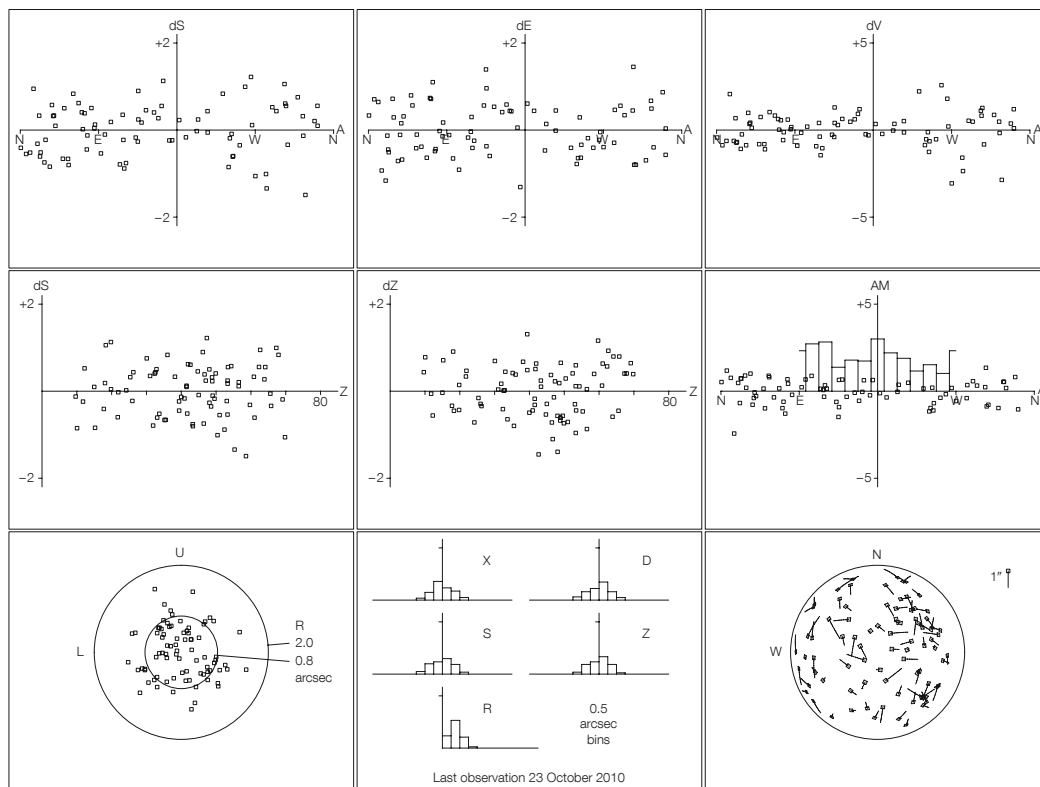 dS
+2
N E W N A
−2
dE
+2
N E W N A
−2
dV
+5
N E W N A
−5
dS
+2
80 Z
−2
dZ
+2
80 Z
−2
AM
+5
N E W N A
−5
U
L
R
2.0
0.8
arcsec
X
D
S
Z
R
0.5
arcsec
bins
Last observation 23 October 2010
N
1″
W